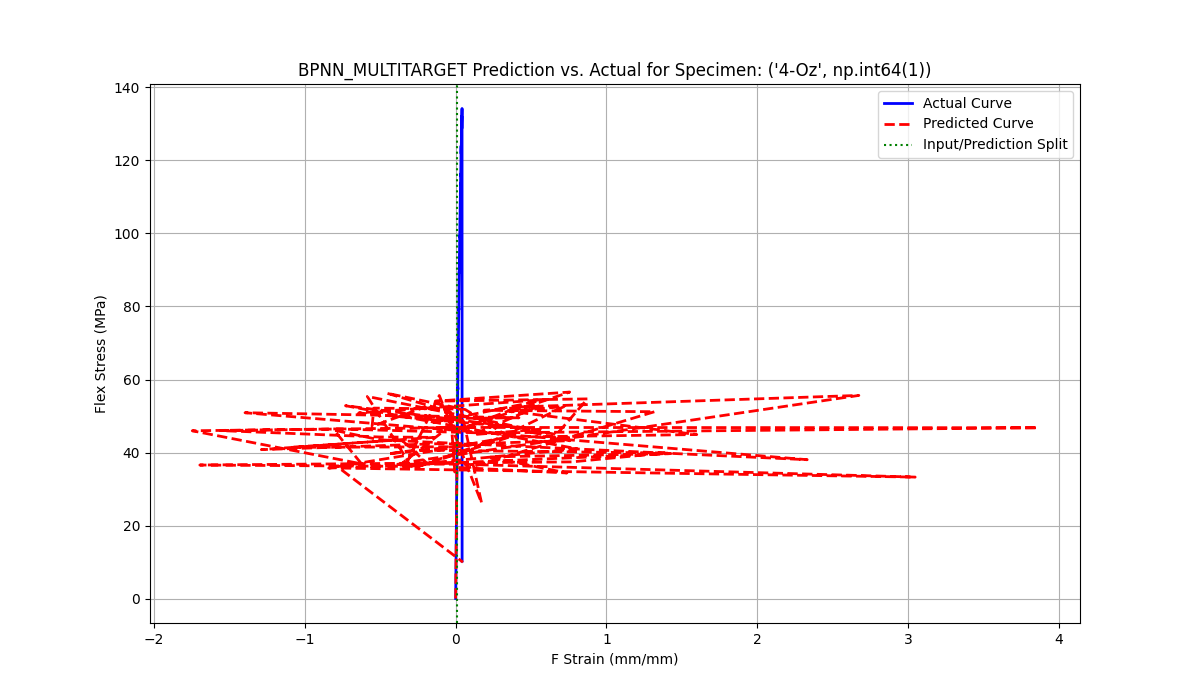 BPNN_MULTITARGET Prediction vs. Actual for Specimen: ('4-Oz', np.int64(1))
140
120
100
80
60
40
20
0
Flex Stress (MPa)
Actual Curve
Predicted Curve
Input/Prediction Split
−2
−1
0
1
2
3
4
F Strain (mm/mm)